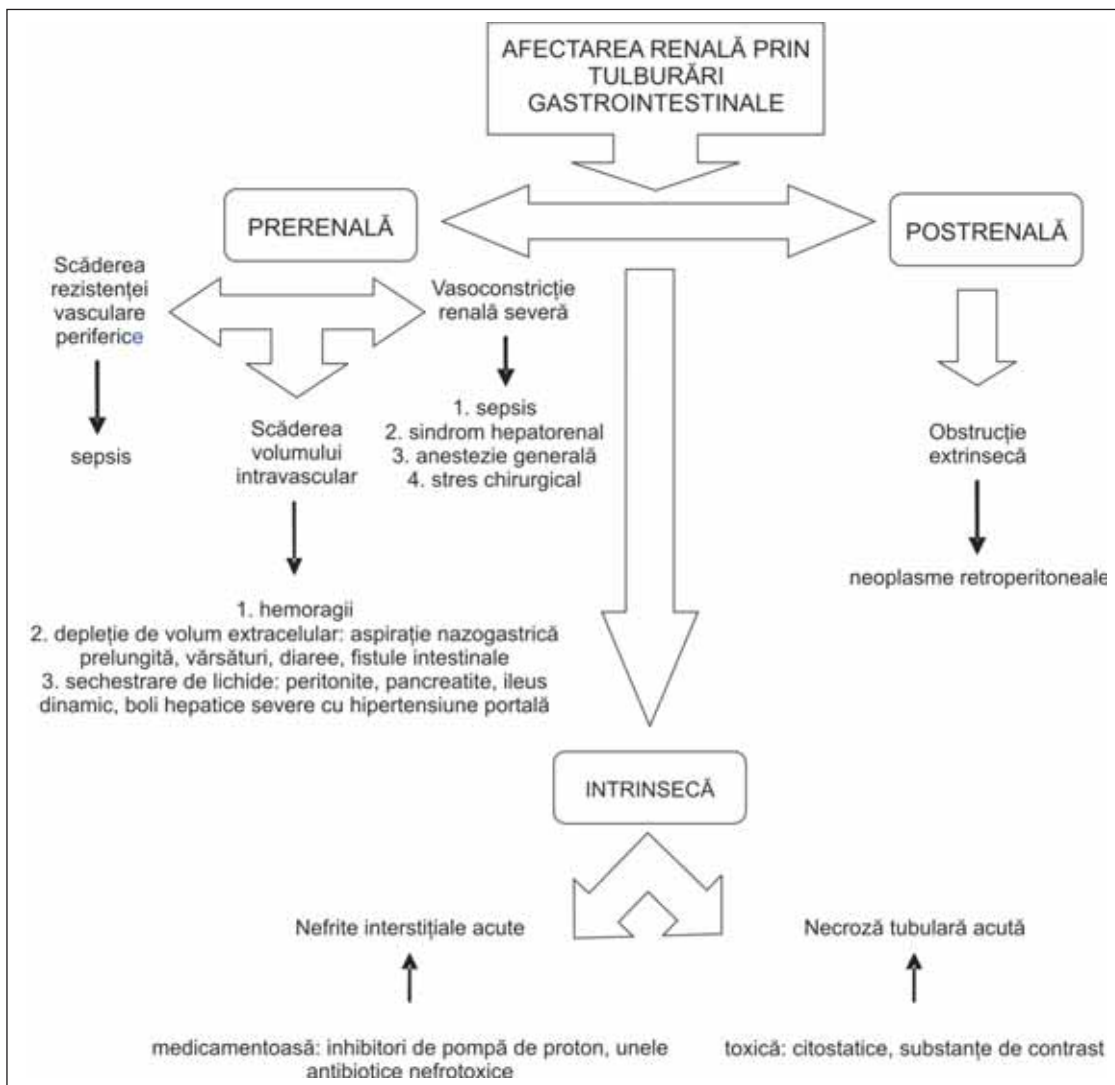 AFECTAREA RENALĂ PRIN
TULBURĂRI
GASTROINTESTINALE
PRERENALĂ
POSTRENALĂ
Scăderea
rezistenței
vasculare
periferice
Vasoconstricție
renală severă
sepsis
Scăderea
volumului
intravascular
1. sepsis
2. sindrom hepatorenal
3. anestezie generală
4. stres chirurgical
Obstrucție
extrinsecă
neoplasme retroperitoneale
1. hemoragii
2. depleție de volum extracelular: aspirație nazogastrică
prelungită, vărsături, diaree, fistule intestinale
3. sechestrare de lichide: peritonite, pancreatite, ileus
dinamic, boli hepatice severe cu hipertensiune portală
INTRINSECĂ
Nefrite interstițiale acute
Necroză tubulară acută
medicamentoasă: inhibitori de pompă de proton, unele
antibiotice nefrotoxice
toxică: citostatice, substanțe de contrast